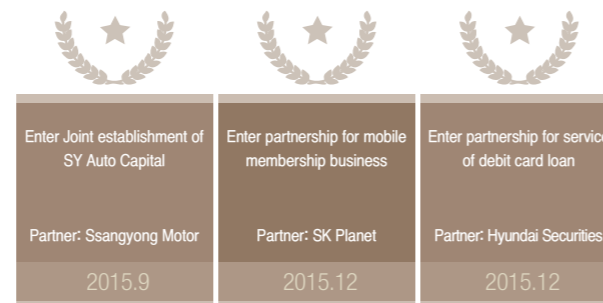 Enter Joint establishment of
SY Auto Capital
Partner: Ssangyong Motor
2015.9
Enter partnership for mobile
membership business
Partner: SK Planet
2015.12
Enter partnership for service
of debit card loan
Partner: Hyundai Securities
2015.12